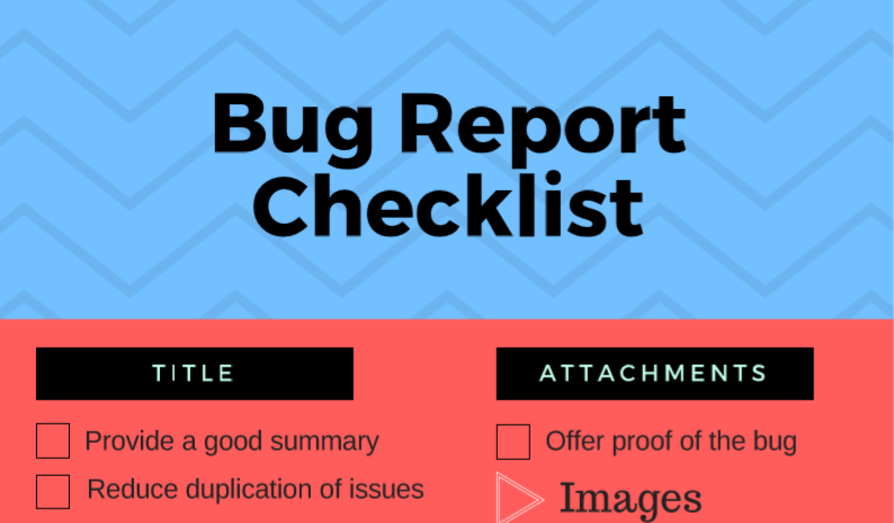 Bug Report
Checklist
TITLE
Provide a good summary
Reduce duplication of issues
ATTACHMENTS
Offer proof of the bug
Images